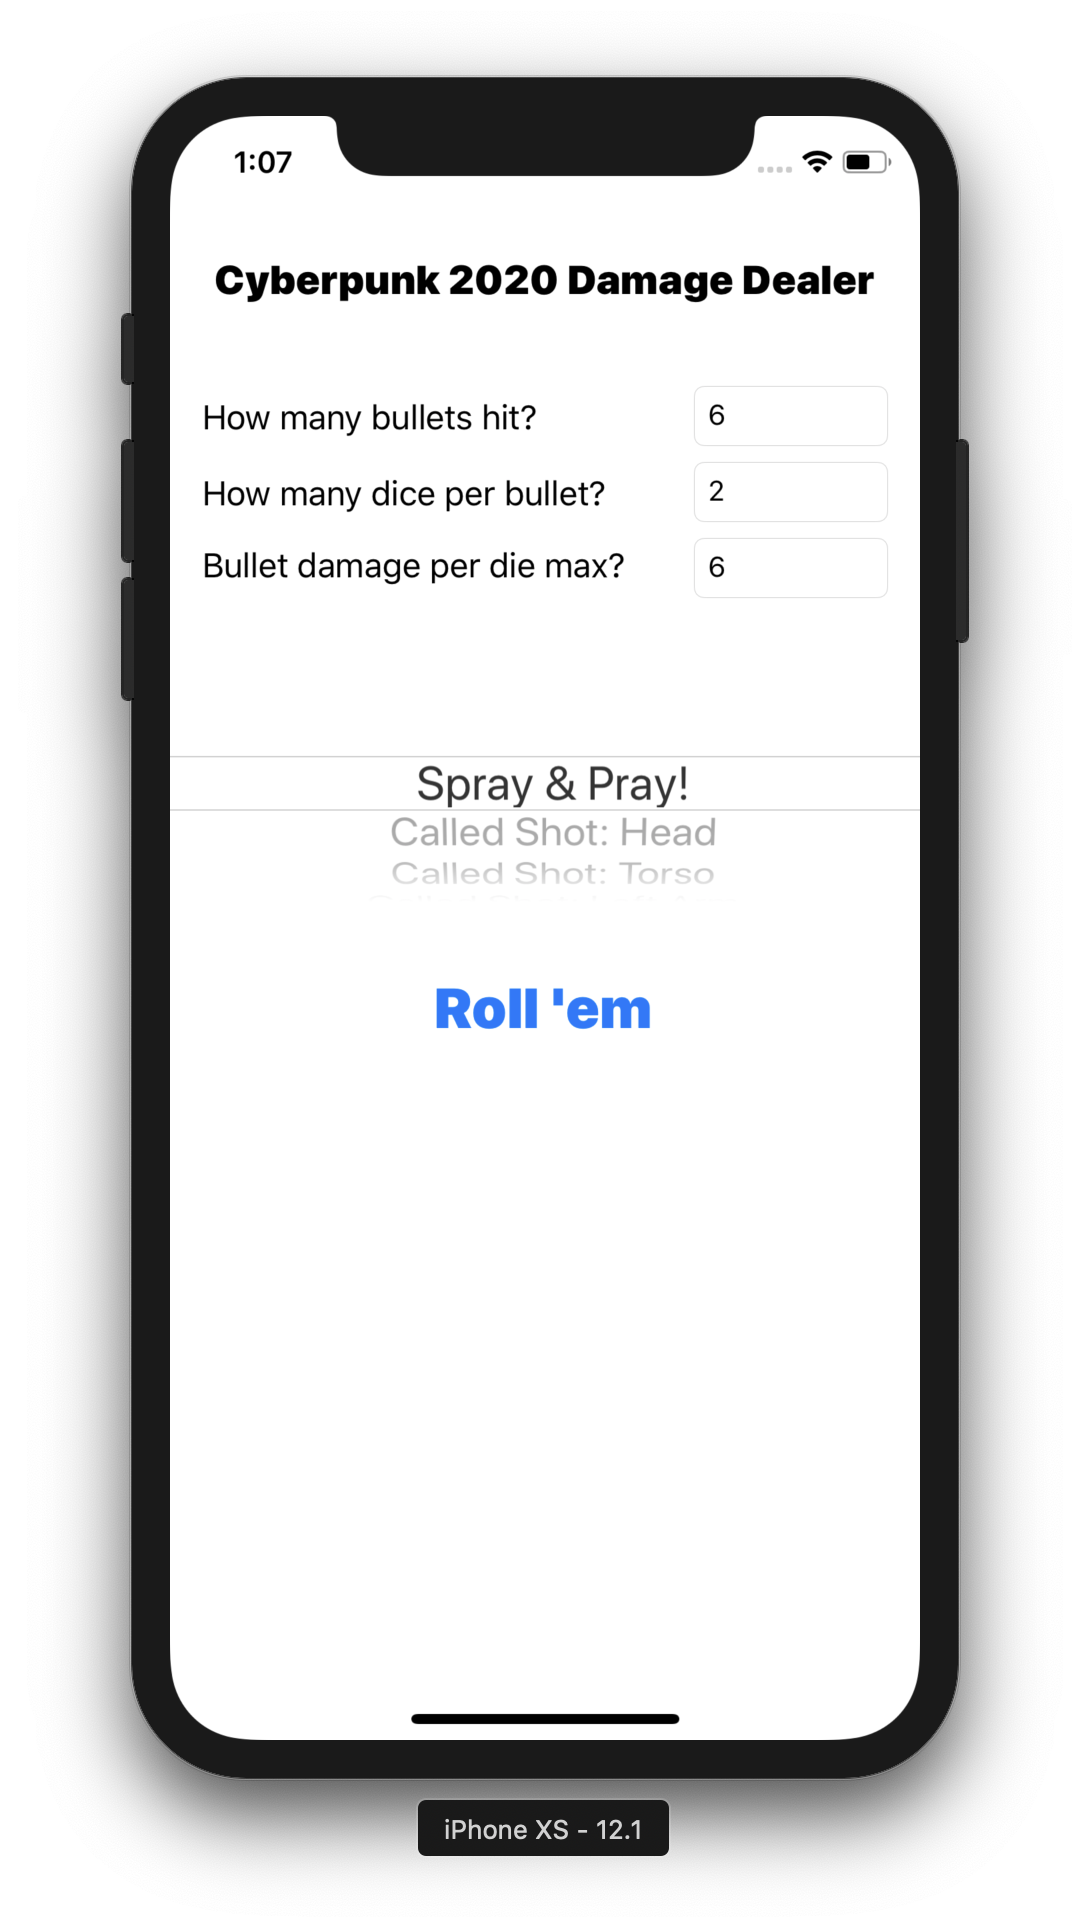 1:07
Cyberpunk 2020 Damage Dealer
How many bullets hit? 6
How many dice per bullet? 2
Bullet damage per die max? 6
Spray & Pray!
Called Shot: Head
Called Shot: Torso
Roll 'em
iPhone XS - 12.1